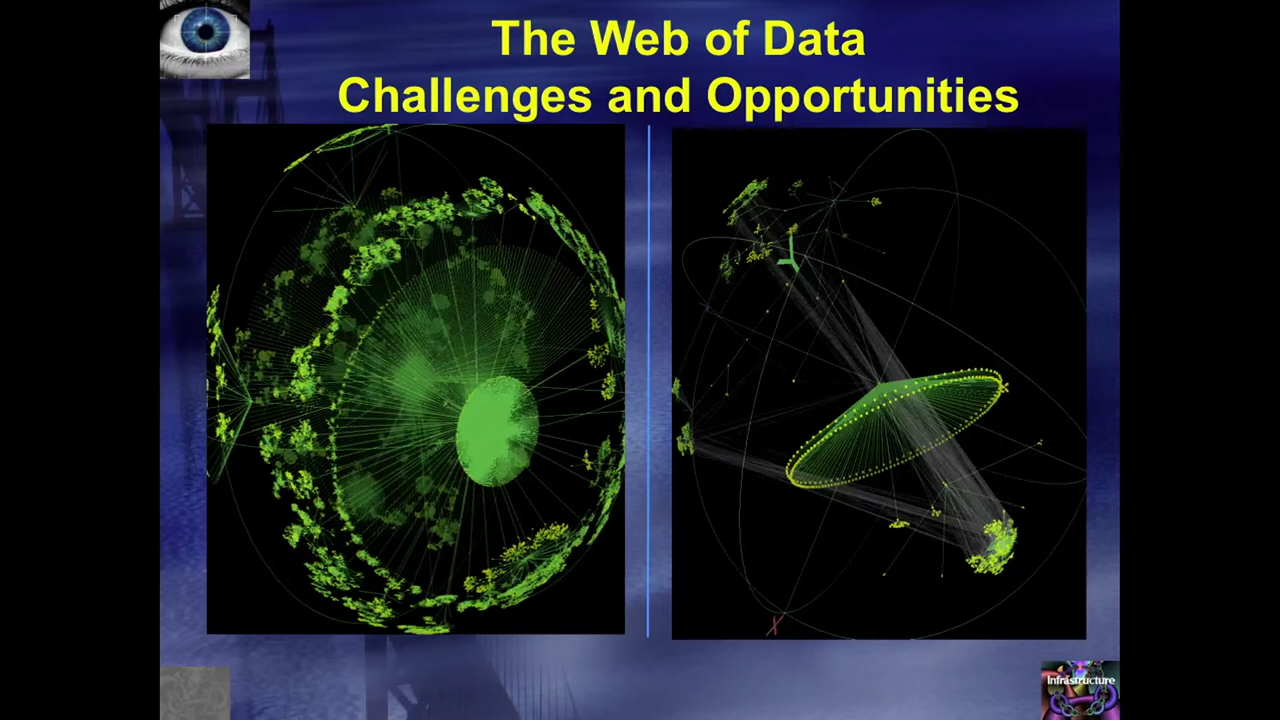 The Web of Data
Challenges and Opportunities
Y
X
Infrastructure